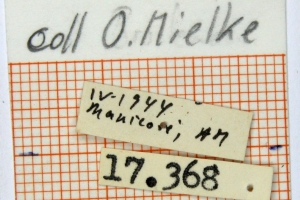 coll O. Mielke
IV-1944
Manicoré, AM
17.368